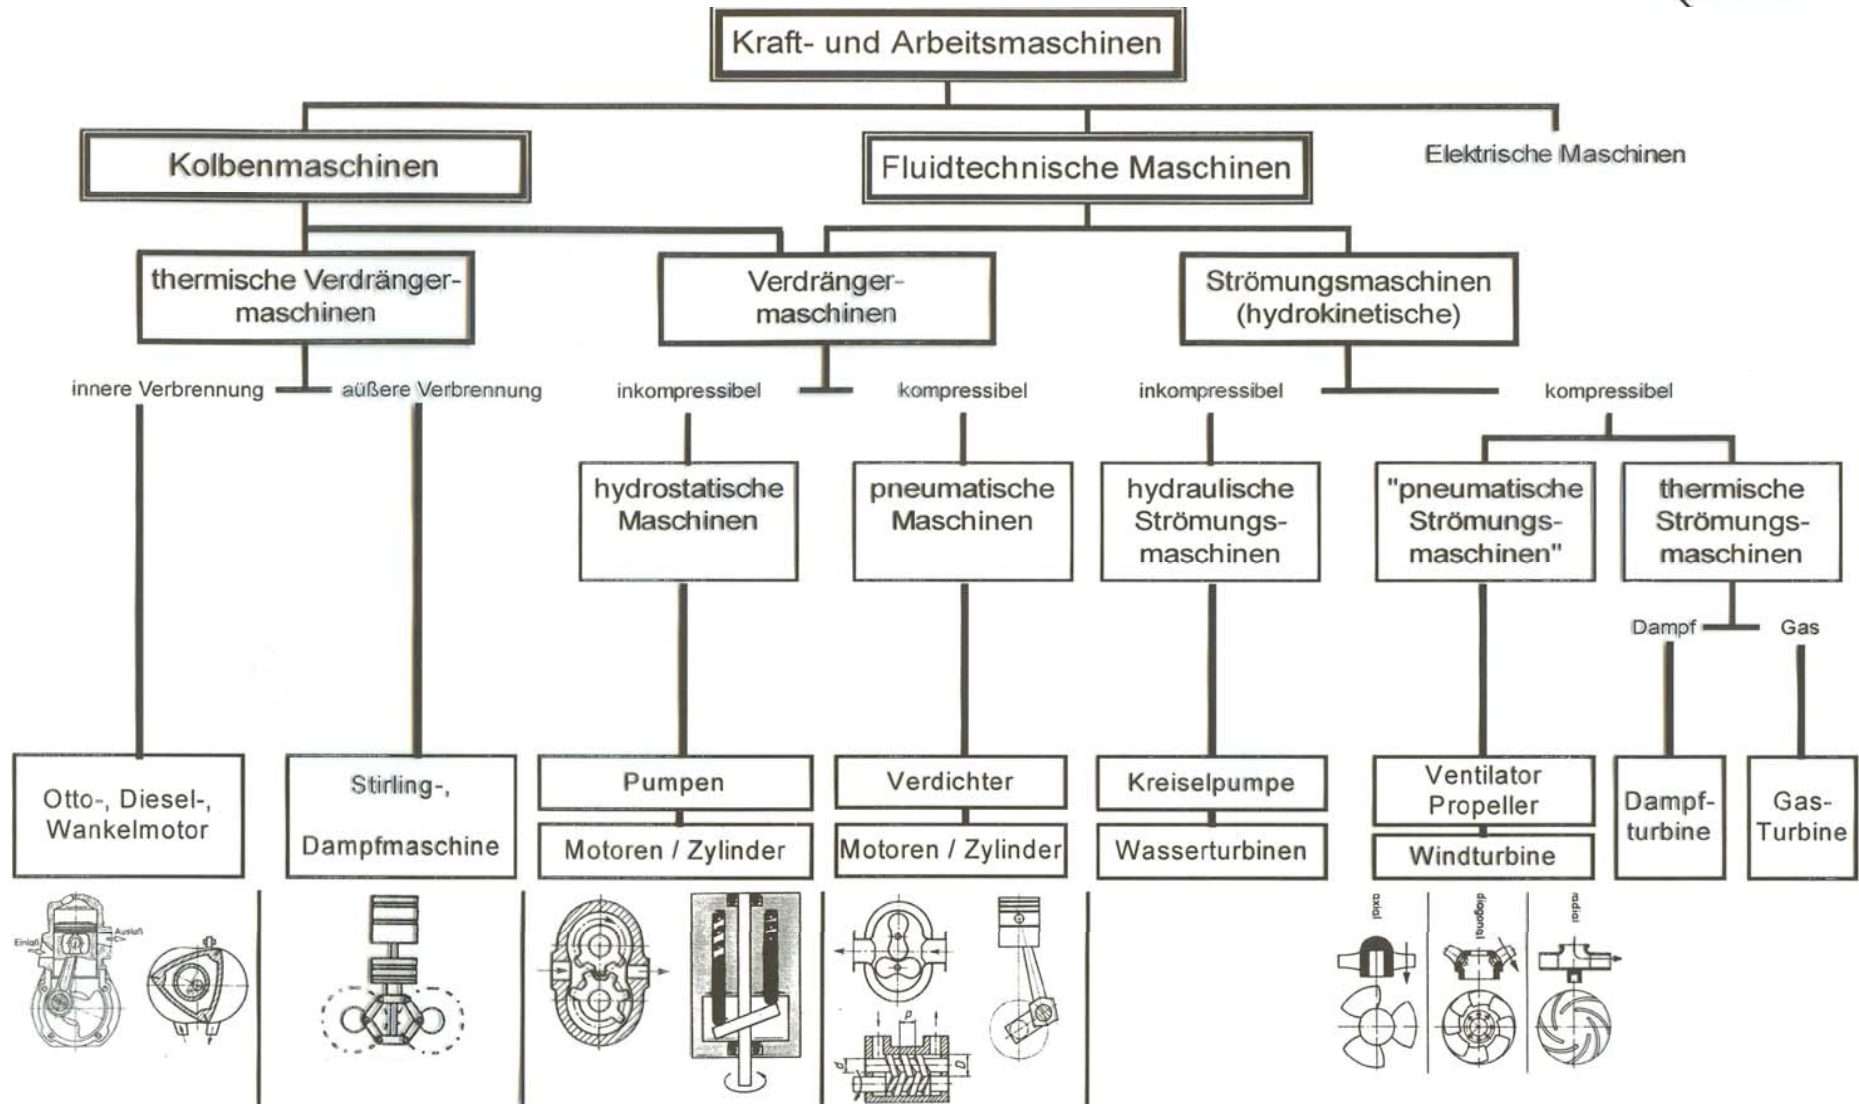 Kraft- und Arbeitsmaschinen
Kolbenmaschinen
Fluidtechnische Maschinen
Elektrische Maschinen
thermische Verdränger-
maschinen
Verdränger-
maschinen
Strömungsmaschinen
(hydrokinetische)
innere Verbrennung
aüßere Verbrennung
inkompressibel
kompressibel
inkompressibel
kompressibel
hydrostatische
Maschinen
pneumatische
Maschinen
hydraulische
Strömungs-
maschinen
"pneumatische
Strömungs-
maschinen"
thermische
Strömungs-
maschinen
Dampf
Gas
Otto-, Diesel-,
Wankelmotor
Stirling-,
Dampfmaschine
Pumpen
Motoren / Zylinder
Verdichter
Motoren / Zylinder
Kreiselpumpe
Wasserturbinen
Ventilator
Propeller
Windturbine
Dampf-
turbine
Gas-
Turbine
Einlaß
Auslaß
p
d
D
axial
diagonal
radial